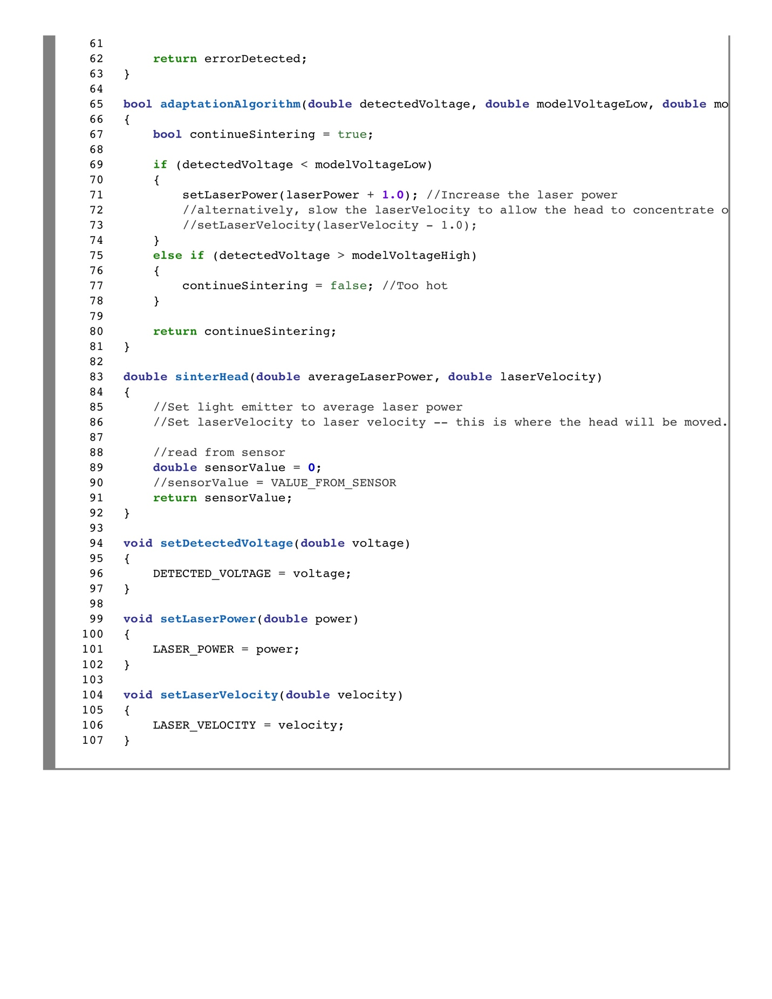 61
62 return errorDetected;
63 }
64
65 bool adaptationAlgorithm(double detectedVoltage, double modelVoltageLow, double mo
66 {
67 bool continueSintering = true;
68
69 if (detectedVoltage < modelVoltageLow)
70 {
71 setLaserPower(laserPower + 1.0); //Increase the laser power
72 //alternatively, slow the laserVelocity to allow the head to concentrate o
73 //setLaserVelocity(laserVelocity - 1.0);
74 }
75 else if (detectedVoltage > modelVoltageHigh)
76 {
77 continueSintering = false; //Too hot
78 }
79
80 return continueSintering;
81 }
82
83 double sinterHead(double averageLaserPower, double laserVelocity)
84 {
85 //Set light emitter to average laser power
86 //Set laserVelocity to laser velocity -- this is where the head will be moved.
87
88 //read from sensor
89 double sensorValue = 0;
90 //sensorValue = VALUE_FROM_SENSOR
91 return sensorValue;
92 }
93
94 void setDetectedVoltage(double voltage)
95 {
96 DETECTED_VOLTAGE = voltage;
97 }
98
99 void setLaserPower(double power)
100 {
101 LASER_POWER = power;
102 }
103
104 void setLaserVelocity(double velocity)
105 {
106 LASER_VELOCITY = velocity;
107 }